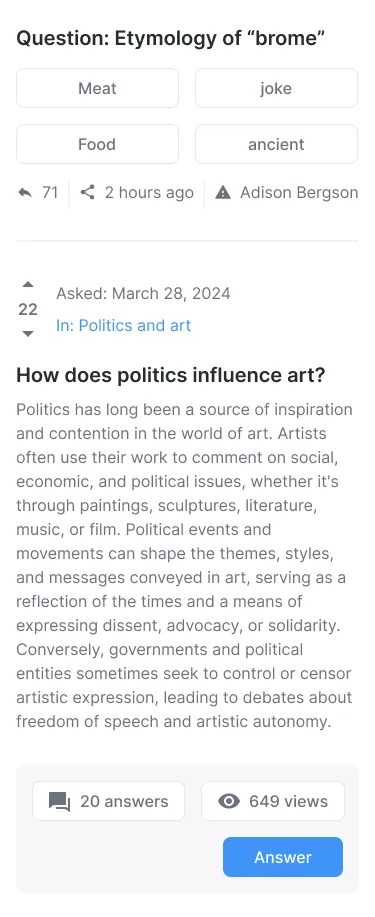 Question: Etymology of “brome”
Meat
joke
Food
ancient
71
2 hours ago
Adison Bergson
22
Asked: March 28, 2024
In: Politics and art
How does politics influence art?
Politics has long been a source of inspiration
and contention in the world of art. Artists
often use their work to comment on social,
economic, and political issues, whether it's
through paintings, sculptures, literature,
music, or film. Political events and
movements can shape the themes, styles,
and messages conveyed in art, serving as a
reflection of the times and a means of
expressing dissent, advocacy, or solidarity.
Conversely, governments and political
entities sometimes seek to control or censor
artistic expression, leading to debates about
freedom of speech and artistic autonomy.
20 answers
649 views
Answer